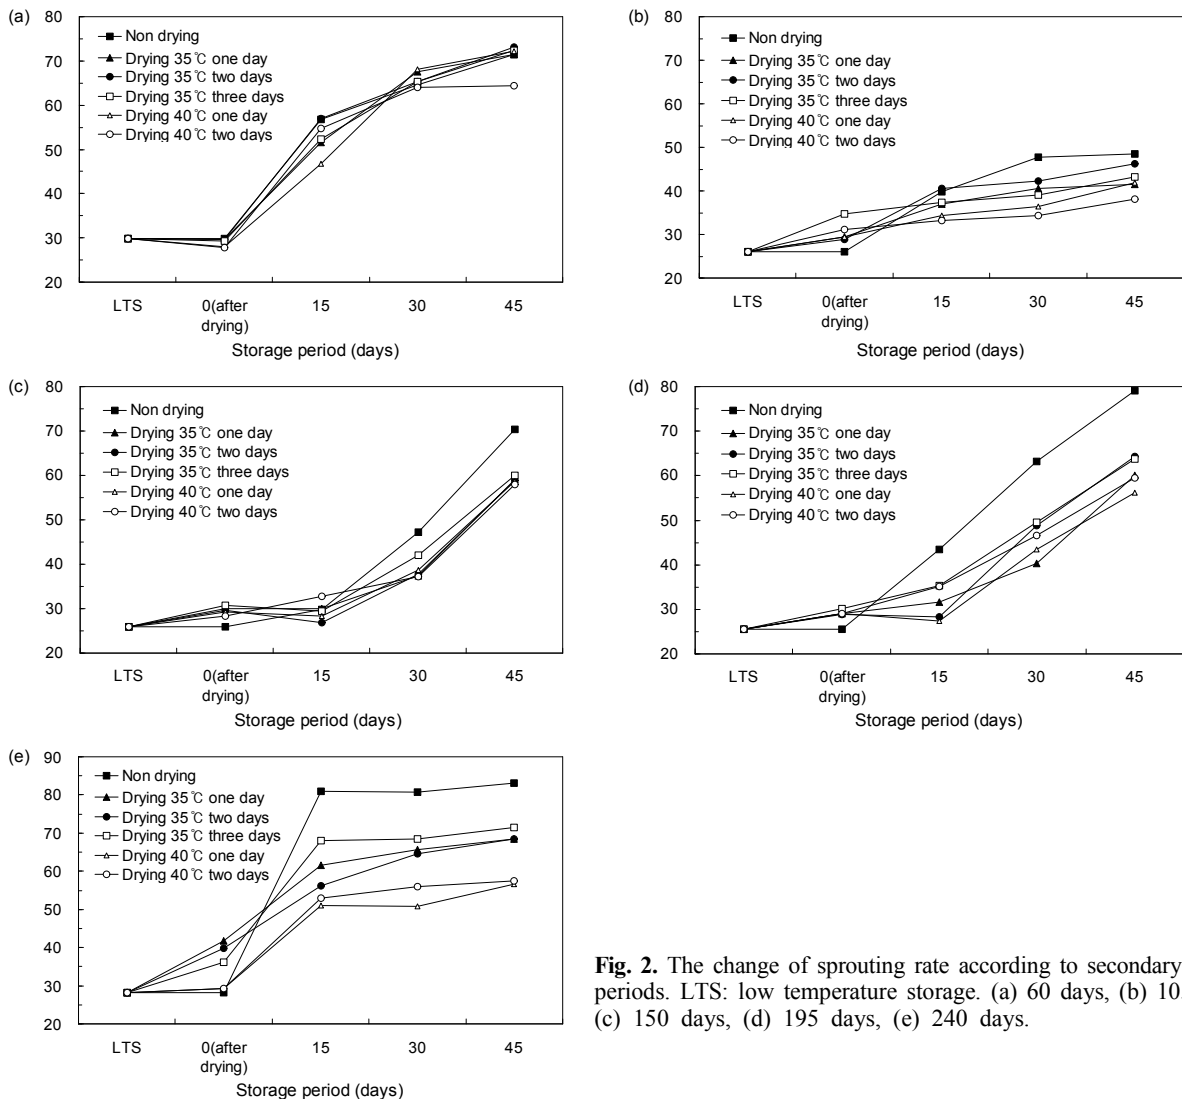 (a)
80
70
60
50
40
30
20
Non drying
Drying 35℃ one day
Drying 35℃ two days
Drying 35℃ three days
Drying 40℃ one day
Drying 40℃ two days
LTS
0(after drying)
15
30
45
Storage period (days)
(b)
80
70
60
50
40
30
20
Non drying
Drying 35℃ one day
Drying 35℃ two days
Drying 35℃ three days
Drying 40℃ one day
Drying 40℃ two days
LTS
0(after drying)
15
30
45
Storage period (days)
(c)
80
70
60
50
40
30
20
Non drying
Drying 35℃ one day
Drying 35℃ two days
Drying 35℃ three days
Drying 40℃ one day
Drying 40℃ two days
LTS
0(after drying)
15
30
45
Storage period (days)
(d)
80
70
60
50
40
30
20
Non drying
Drying 35℃ one day
Drying 35℃ two days
Drying 35℃ three days
Drying 40℃ one day
Drying 40℃ two days
LTS
0(after drying)
15
30
45
Storage period (days)
(e)
90
80
70
60
50
40
30
20
Non drying
Drying 35℃ one day
Drying 35℃ two days
Drying 35℃ three days
Drying 40℃ one day
Drying 40℃ two days
LTS
0(after drying)
15
30
45
Storage period (days)
Fig. 2. The change of sprouting rate according to secondary
periods. LTS: low temperature storage. (a) 60 days, (b) 10
(c) 150 days, (d) 195 days, (e) 240 days.